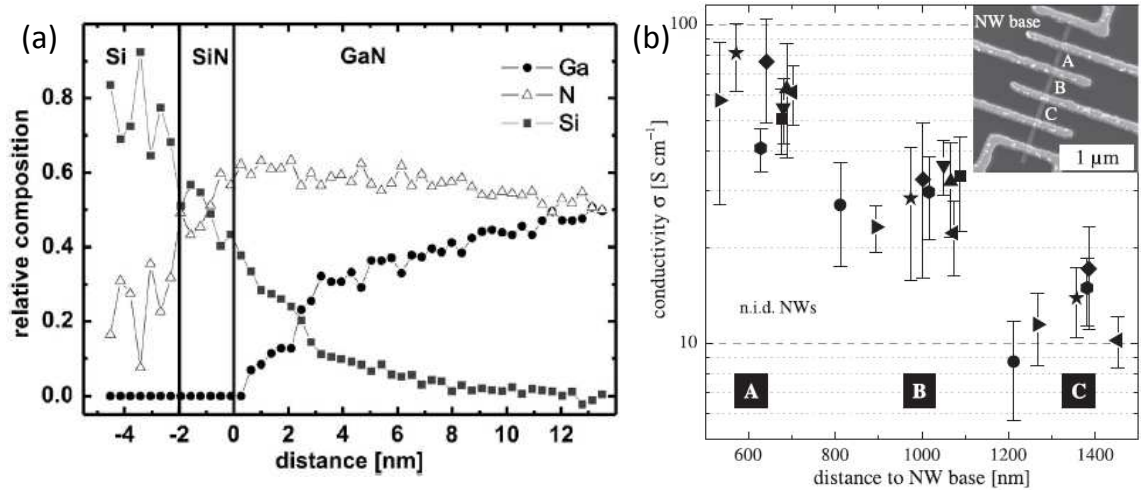 (a)
Si
SiN
GaN
Ga
N
Si
0.8
0.6
0.4
0.2
0.0
relative composition
-4
-2
0
2
4
6
8
10
12
distance [nm]
(b)
100
10
conductivity σ [S cm⁻¹]
NW base
A
B
C
1 µm
n.i.d. NWs
A
B
C
600
800
1000
1200
1400
distance to NW base [nm]